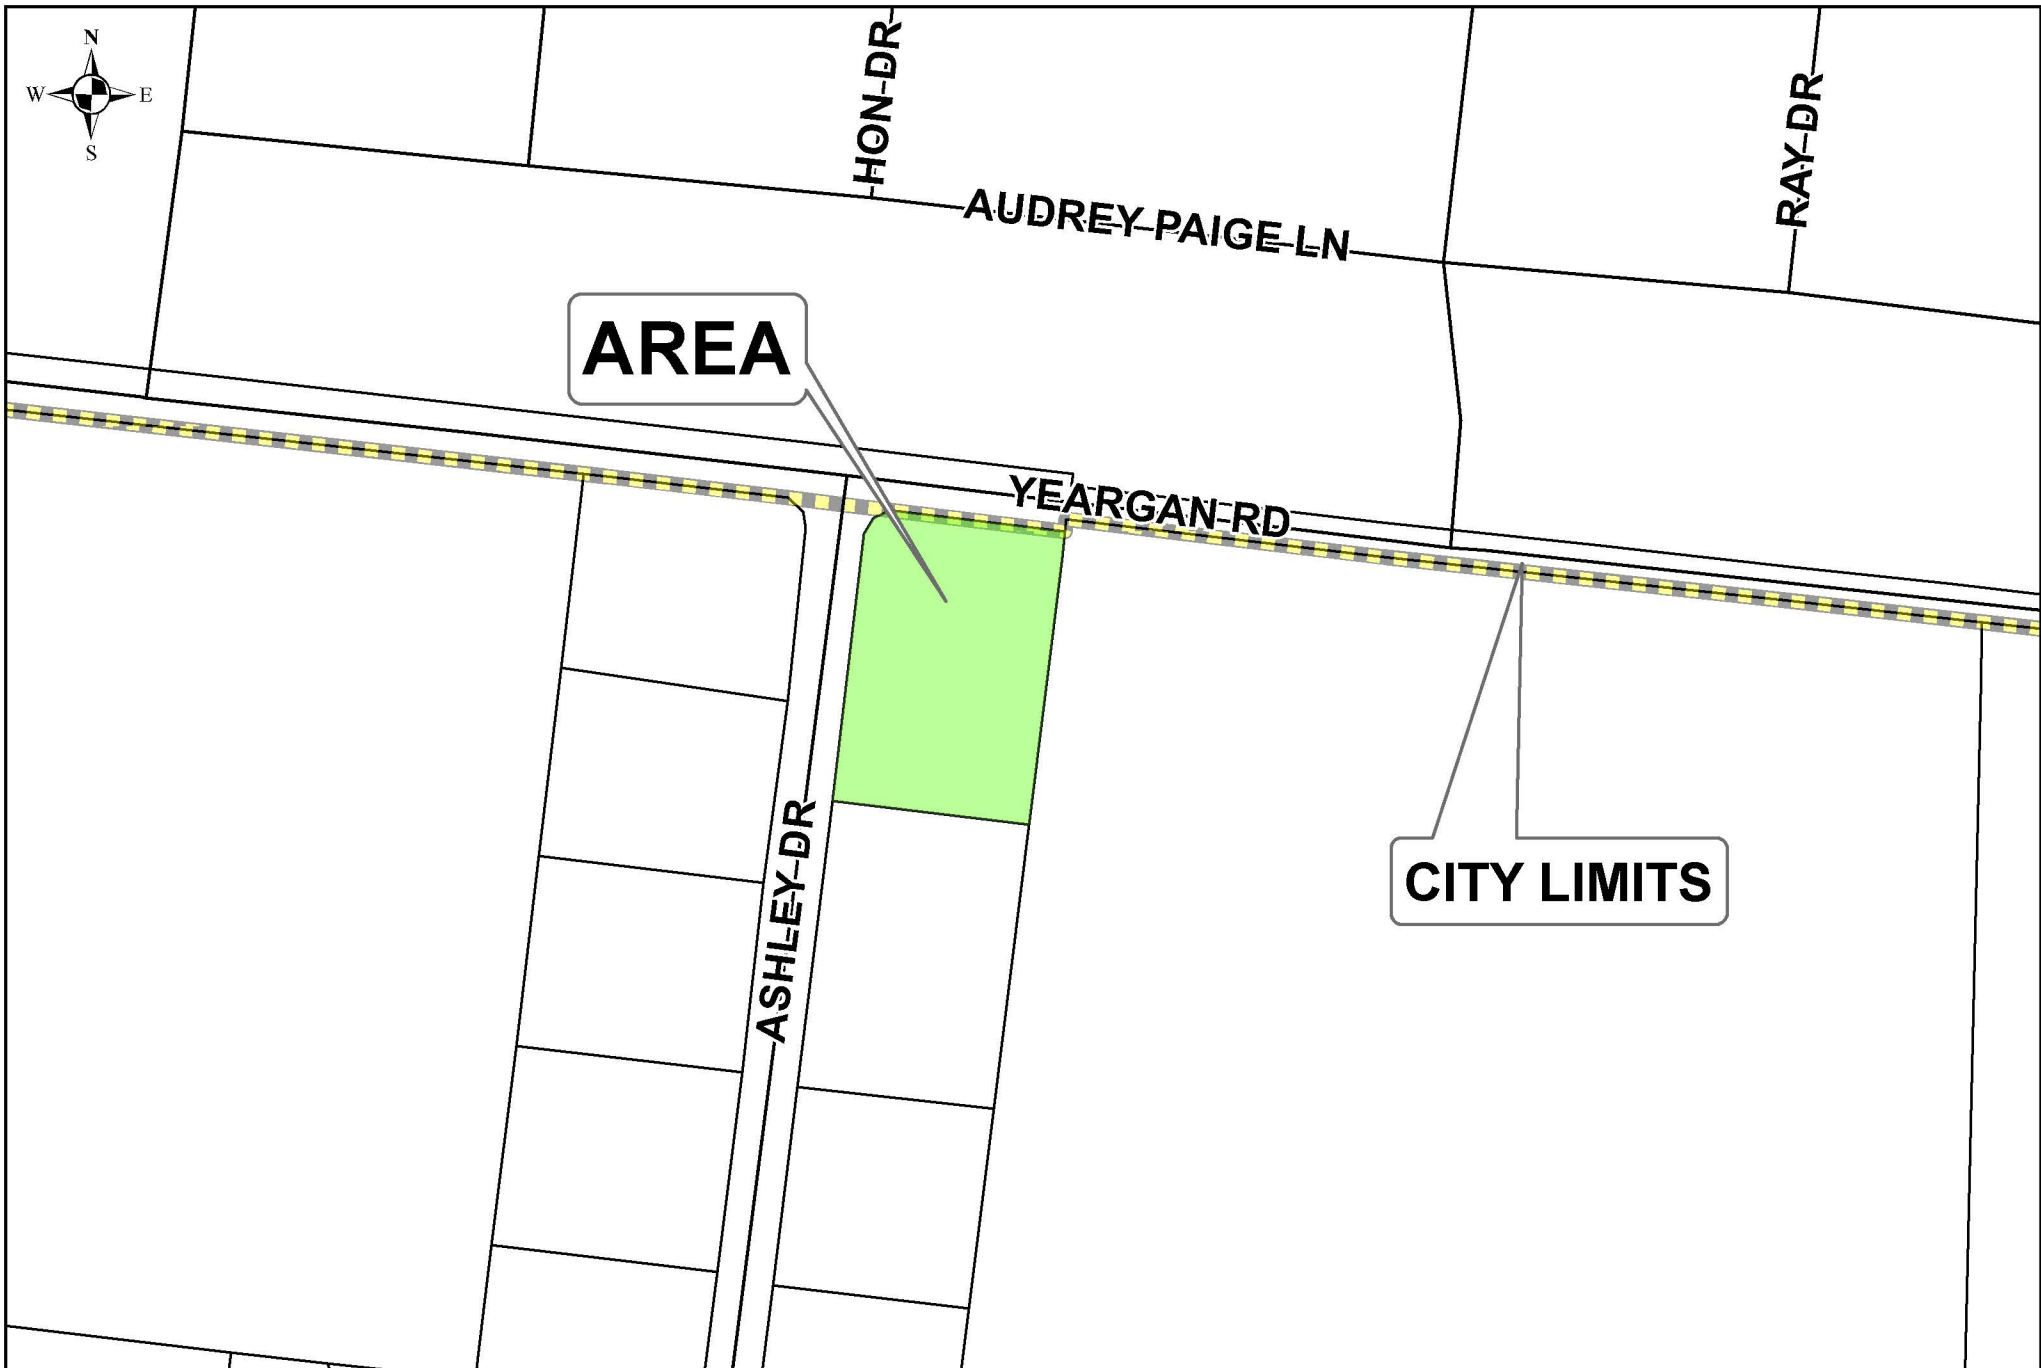 N
W E
S
HON DR
RAY DR
AUDREY PAIGE LN
AREA
YEARGAN RD
ASHLEY DR
CITY LIMITS